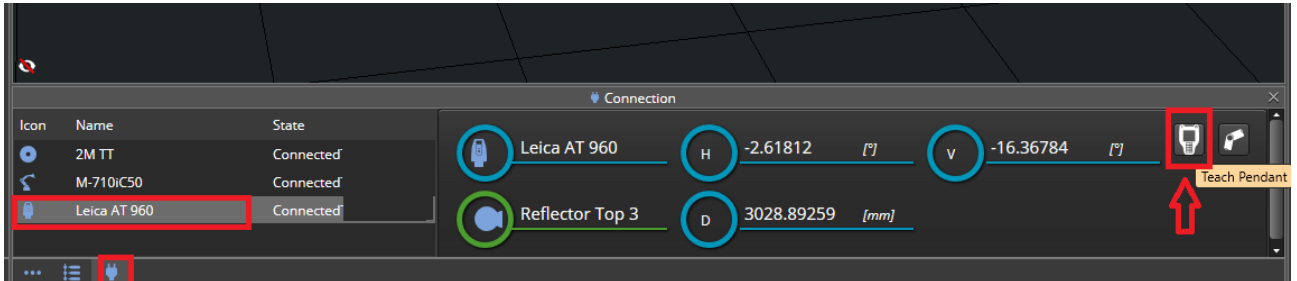 Connection
Icon Name State
2M TT Connected
M-710iC50 Connected
Leica AT 960 Connected
Leica AT 960 H -2.61812 [°] V -16.36784 [°]
Teach Pendant
Reflector Top 3 D 3028.89259 [mm]